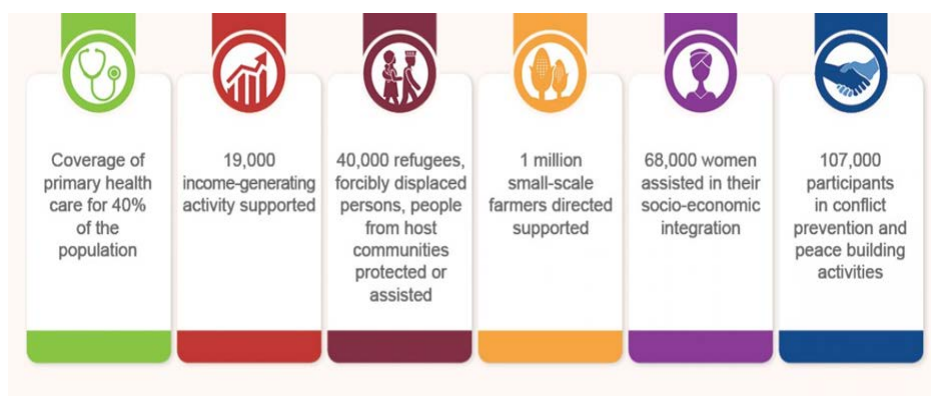 Coverage of
primary health
care for 40%
of the
population
19,000
income-generating
activity supported
40,000 refugees,
forcibly displaced
persons, people
from host
communities
protected or
assisted
1 million
small-scale
farmers directed
supported
68,000 women
assisted in their
socio-economic
integration
107,000
participants
in conflict
prevention and
peace building
activities